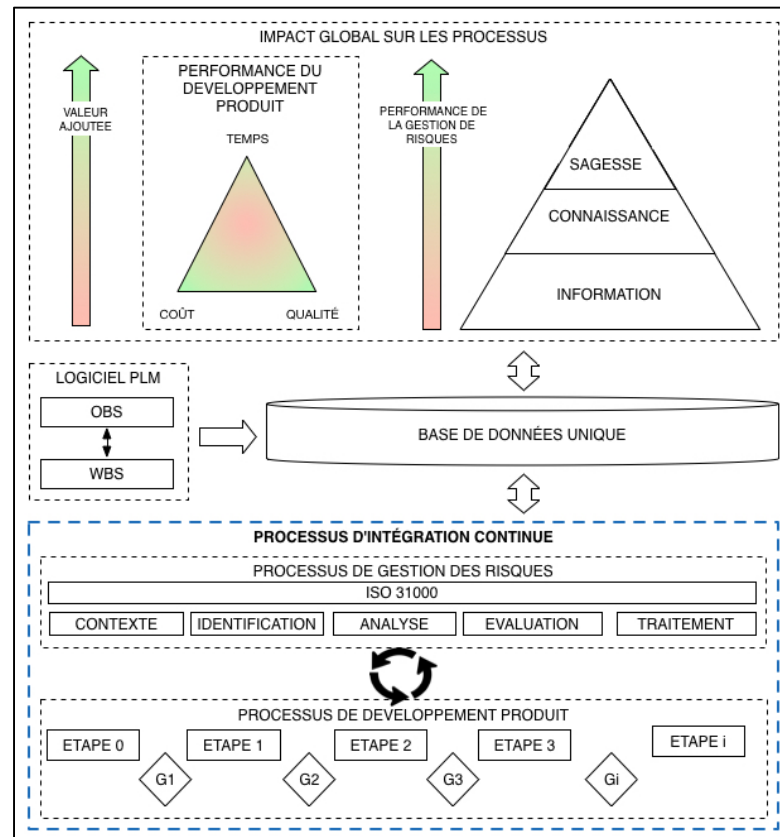 IMPACT GLOBAL SUR LES PROCESSUS
VALEUR
AJOUTEE
PERFORMANCE DU
DEVELOPPEMENT
PRODUIT
TEMPS
COÛT
QUALITÉ
PERFORMANCE DE
LA GESTION DE
RISQUES
SAGESSE
CONNAISSANCE
INFORMATION
LOGICIEL PLM
OBS
WBS
BASE DE DONNÉES UNIQUE
PROCESSUS D'INTÉGRATION CONTINUE
PROCESSUS DE GESTION DES RISQUES
ISO 31000
CONTEXTE
IDENTIFICATION
ANALYSE
EVALUATION
TRAITEMENT
PROCESSUS DE DEVELOPPEMENT PRODUIT
ETAPE 0
ETAPE 1
ETAPE 2
ETAPE 3
ETAPE i
G1
G2
G3
Gi